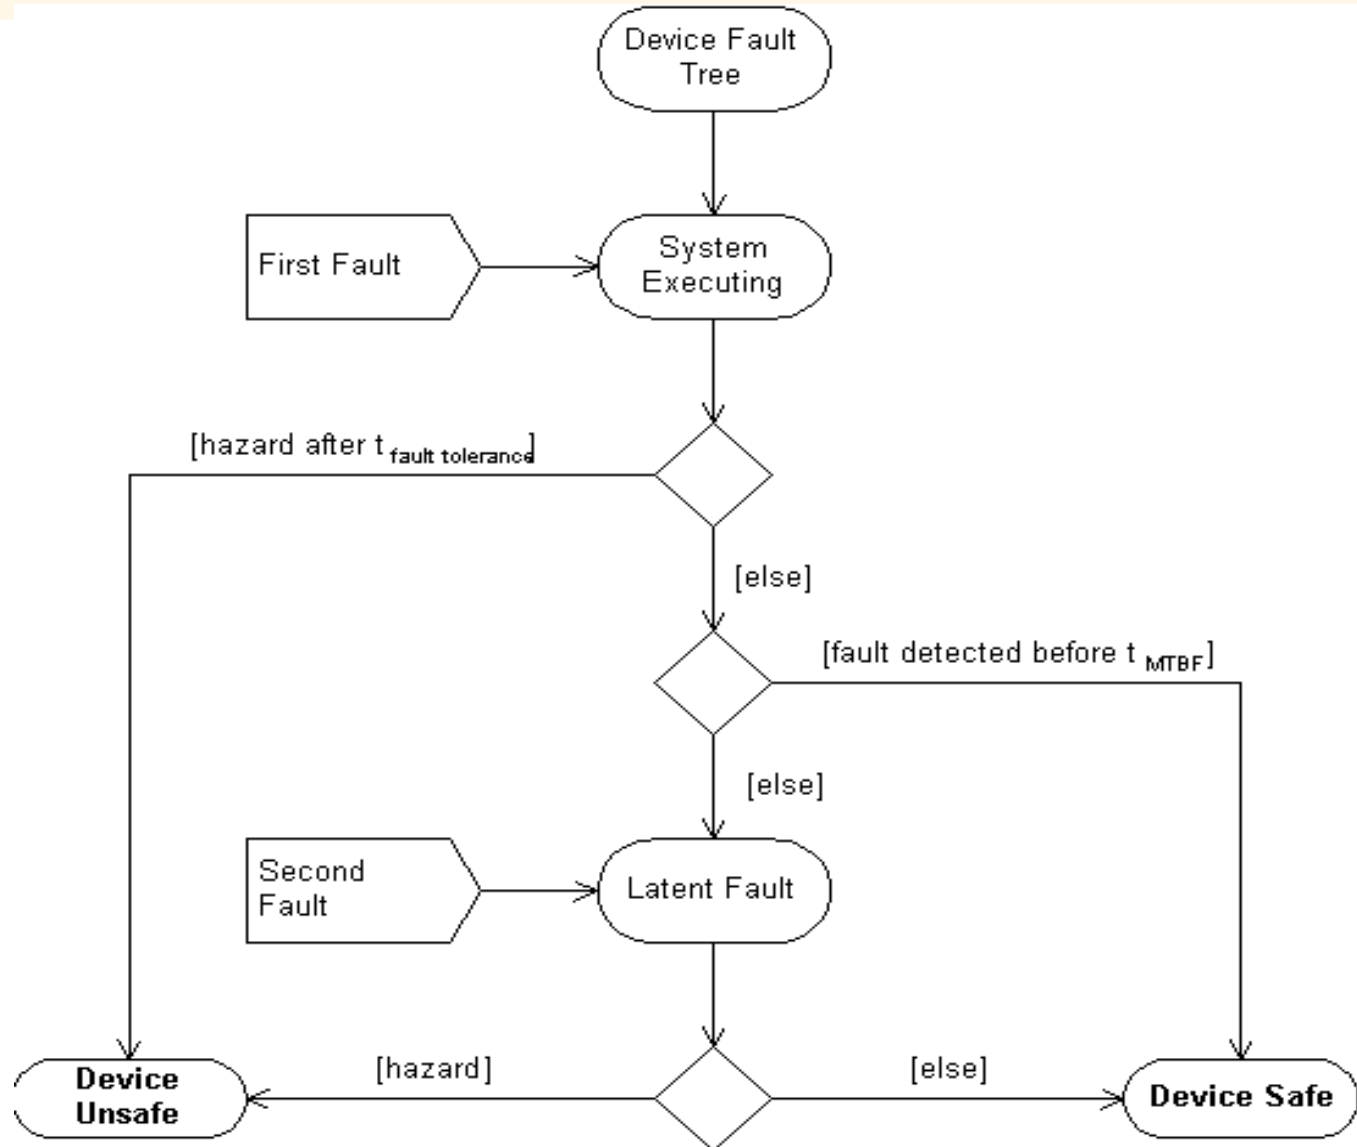 Device Fault
Tree
First Fault
System
Executing
[hazard after t fault tolerance]
[else]
[fault detected before t MTBF]
[else]
Second
Fault
Latent Fault
[hazard]
[else]
Device
Unsafe
Device Safe